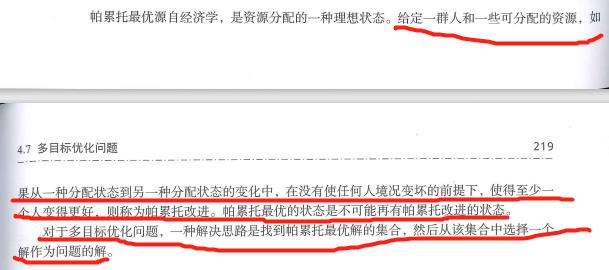 帕累托最优源自经济学，是资源分配的一种理想状态。给定一群人和一些可分配的资源，如
4.7 多目标优化问题 219
果从一种分配状态到另一种分配状态的变化中，在没有使任何人境况变坏的前提下，使得至少一
个人变得更好，则称为帕累托改进。帕累托最优的状态是不可能再有帕累托改进的状态。
对于多目标优化问题，一种解决思路是找到帕累托最优解的集合，然后从该集合中选择一个
解作为问题的解。